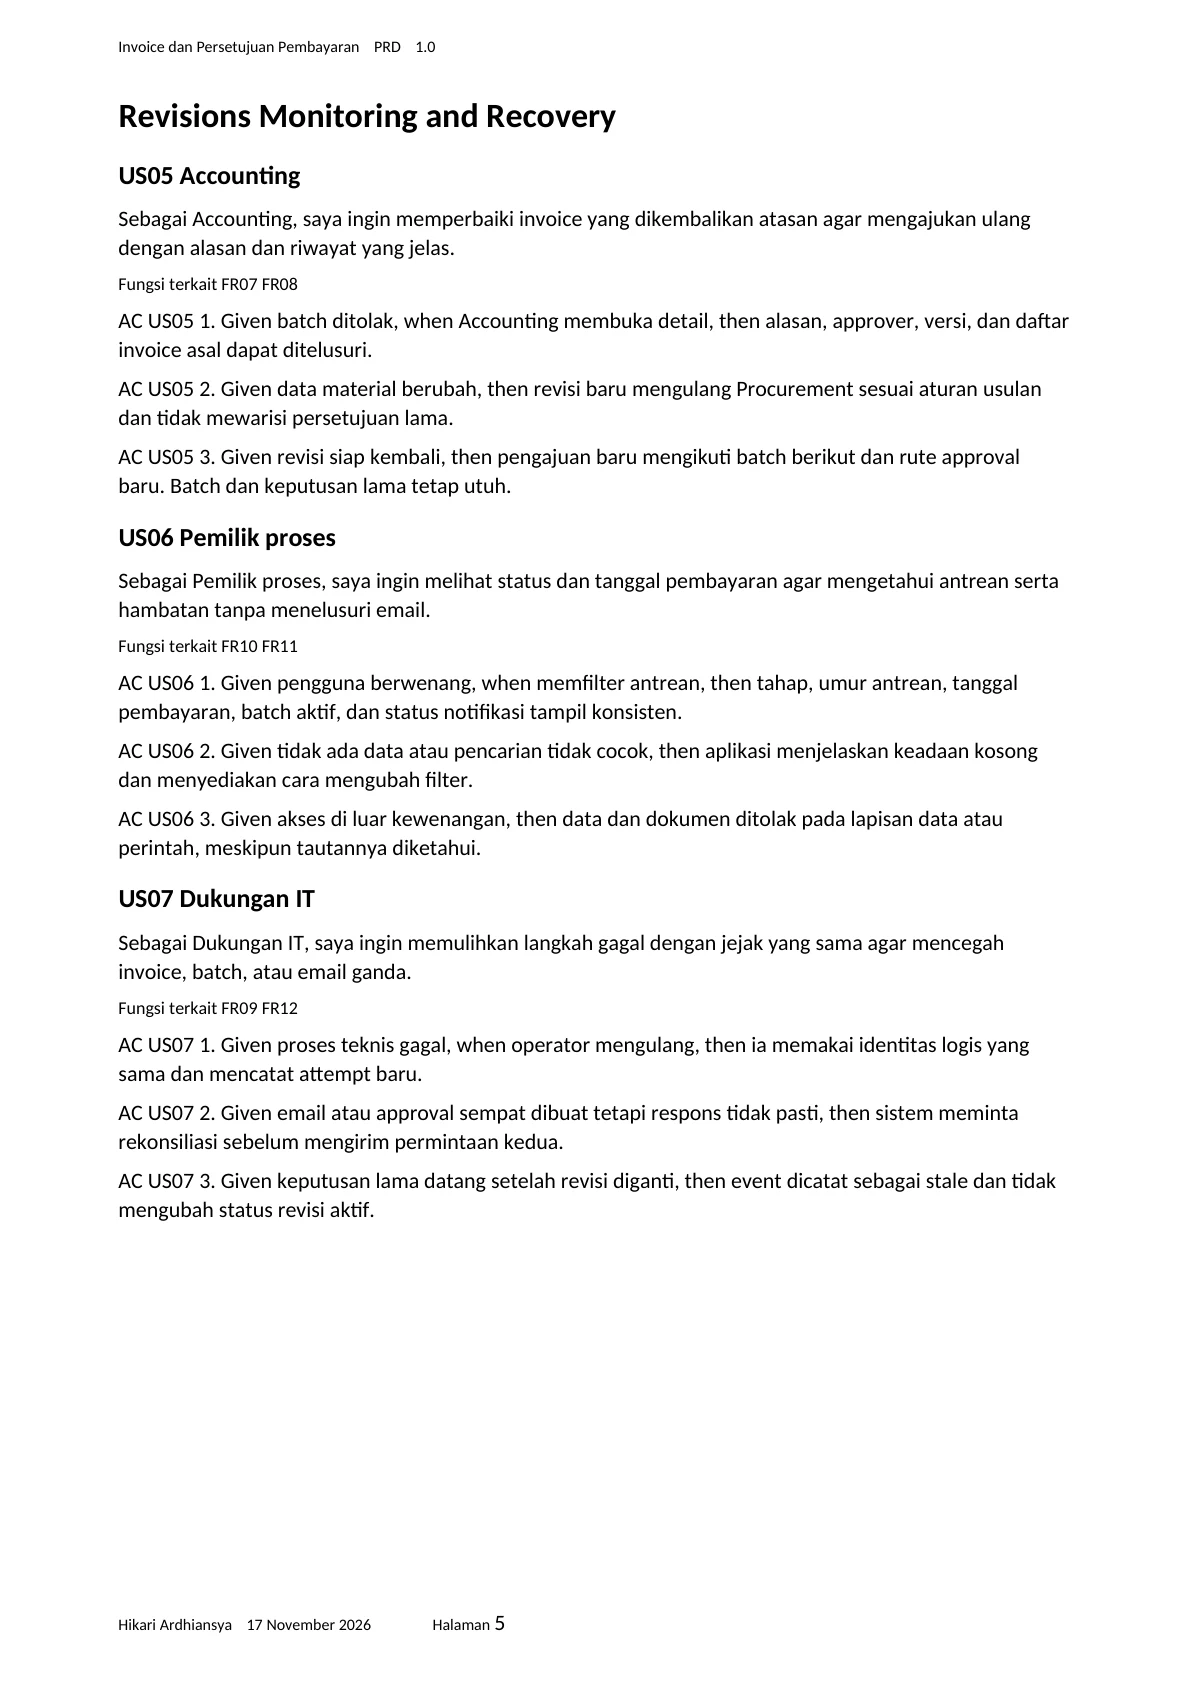 Invoice dan Persetujuan Pembayaran PRD 1.0
Revisions Monitoring and Recovery
US05 Accounting
Sebagai Accounting, saya ingin memperbaiki invoice yang dikembalikan atasan agar mengajukan ulang
dengan alasan dan riwayat yang jelas.
Fungsi terkait FR07 FR08
AC US05 1. Given batch ditolak, when Accounting membuka detail, then alasan, approver, versi, dan daftar
invoice asal dapat ditelusuri.
AC US05 2. Given data material berubah, then revisi baru mengulang Procurement sesuai aturan usulan
dan tidak mewarisi persetujuan lama.
AC US05 3. Given revisi siap kembali, then pengajuan baru mengikuti batch berikut dan rute approval
baru. Batch dan keputusan lama tetap utuh.
US06 Pemilik proses
Sebagai Pemilik proses, saya ingin melihat status dan tanggal pembayaran agar mengetahui antrean serta
hambatan tanpa menelusuri email.
Fungsi terkait FR10 FR11
AC US06 1. Given pengguna berwenang, when memfilter antrean, then tahap, umur antrean, tanggal
pembayaran, batch aktif, dan status notifikasi tampil konsisten.
AC US06 2. Given tidak ada data atau pencarian tidak cocok, then aplikasi menjelaskan keadaan kosong
dan menyediakan cara mengubah filter.
AC US06 3. Given akses di luar kewenangan, then data dan dokumen ditolak pada lapisan data atau
perintah, meskipun tautannya diketahui.
US07 Dukungan IT
Sebagai Dukungan IT, saya ingin memulihkan langkah gagal dengan jejak yang sama agar mencegah
invoice, batch, atau email ganda.
Fungsi terkait FR09 FR12
AC US07 1. Given proses teknis gagal, when operator mengulang, then ia memakai identitas logis yang
sama dan mencatat attempt baru.
AC US07 2. Given email atau approval sempat dibuat tetapi respons tidak pasti, then sistem meminta
rekonsiliasi sebelum mengirim permintaan kedua.
AC US07 3. Given keputusan lama datang setelah revisi diganti, then event dicatat sebagai stale dan tidak
mengubah status revisi aktif.
Hikari Ardhiansya 17 November 2026 Halaman 5